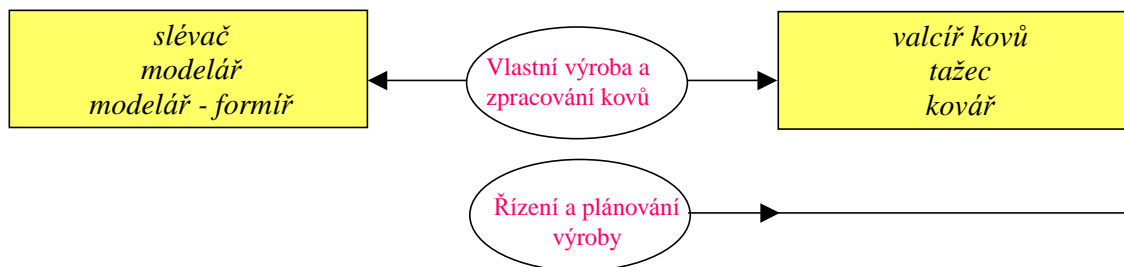 slévač
modelář
modelář - formíř
Vlastní výroba a
zpracování kovů
valcíř kovů
tažec
kovář
Řízení a plánování
výroby